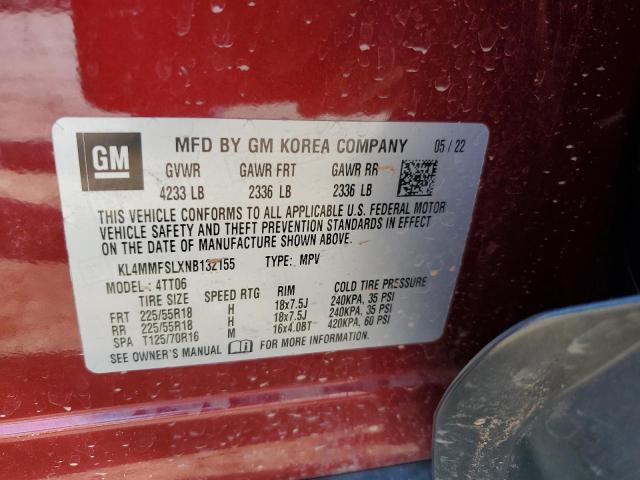 GM
MFD BY GM KOREA COMPANY 05 / 22
GVWR GAWR FRT GAWR RR
4233 LB 2336 LB 2336 LB
THIS VEHICLE CONFORMS TO ALL APPLICABLE U.S. FEDERAL MOTOR
VEHICLE SAFETY AND THEFT PREVENTION STANDARDS IN EFFECT
ON THE DATE OF MANUFACTURE SHOWN ABOVE.
KL4MMFSLXNB132155 TYPE: MPV
MODEL: 4TT06
TIRE SIZE SPEED RTG RIM COLD TIRE PRESSURE
FRT 225/55R18 H 18x7.5J 240KPA, 35 PSI
RR 225/55R18 H 18x7.5J 240KPA, 35 PSI
SPA T125/70R16 M 16x4.0BT 420KPA, 60 PSI
SEE OWNER'S MANUAL FOR MORE INFORMATION.